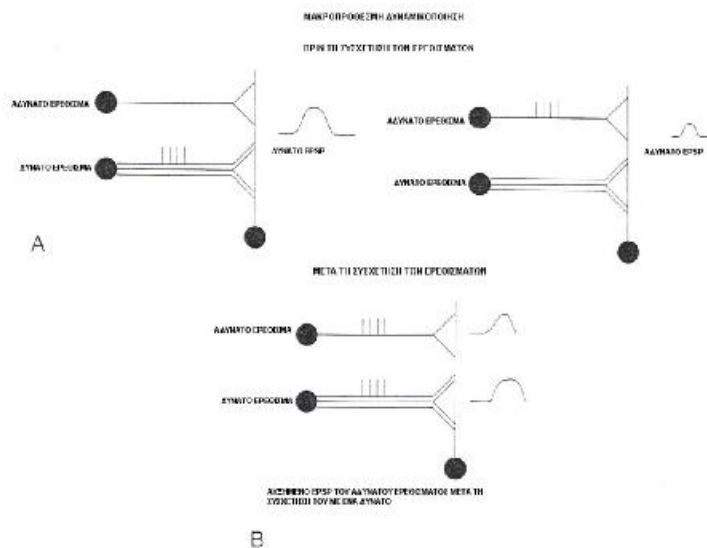 ΜΑΚΡΟΠΡΟΘΕΣΜΗ ΔΥΝΑΜΙΚΟΠΟΙΗΣΗ
ΠΡΙΝ ΤΗ ΣΥΣΧΕΤΙΣΗ ΤΩΝ ΕΡΕΘΙΣΜΑΤΩΝ
ΑΔΥΝΑΤΟ ΕΡΕΘΙΣΜΑ
ΔΥΝΑΤΟ EPSP
ΔΥΝΑΤΟ ΕΡΕΘΙΣΜΑ
A
ΑΔΥΝΑΤΟ ΕΡΕΘΙΣΜΑ
ΑΔΥΝΑΤΟ EPSP
ΔΥΝΑΤΟ ΕΡΕΘΙΣΜΑ
ΜΕΤΑ ΤΗ ΣΥΣΧΕΤΙΣΗ ΤΩΝ ΕΡΕΘΙΣΜΑΤΩΝ
ΑΔΥΝΑΤΟ ΕΡΕΘΙΣΜΑ
ΔΥΝΑΤΟ ΕΡΕΘΙΣΜΑ
ΑΥΞΗΜΕΝΟ EPSP ΤΟΥ ΑΔΥΝΑΤΟΥ ΕΡΕΘΙΣΜΑΤΟΣ ΜΕΤΑ ΤΗ
ΣΥΣΧΕΤΙΣΗ ΤΟΥ ΜΕ ΕΝΑ ΔΥΝΑΤΟ
B